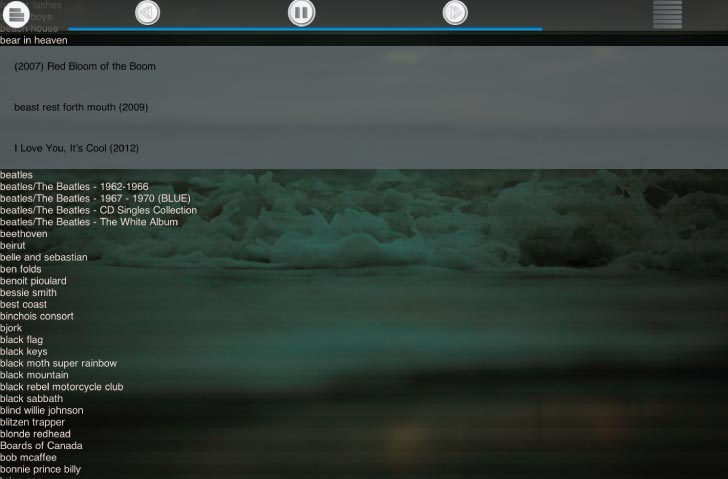 lashes
boys
beach house
bear in heaven
(2007) Red Bloom of the Boom
beast rest forth mouth (2009)
I Love You, It's Cool (2012)
beatles
beatles/The Beatles - 1962-1966
beatles/The Beatles - 1967 - 1970 (BLUE)
beatles/The Beatles - CD Singles Collection
beatles/The Beatles - The White Album
beethoven
beirut
belle and sebastian
ben folds
benoit pioulard
bessie smith
best coast
binchois consort
bjork
black flag
black keys
black moth super rainbow
black mountain
black rebel motorcycle club
black sabbath
blind willie johnson
blitzen trapper
blonde redhead
Boards of Canada
bob mcaffee
bonnie prince billy